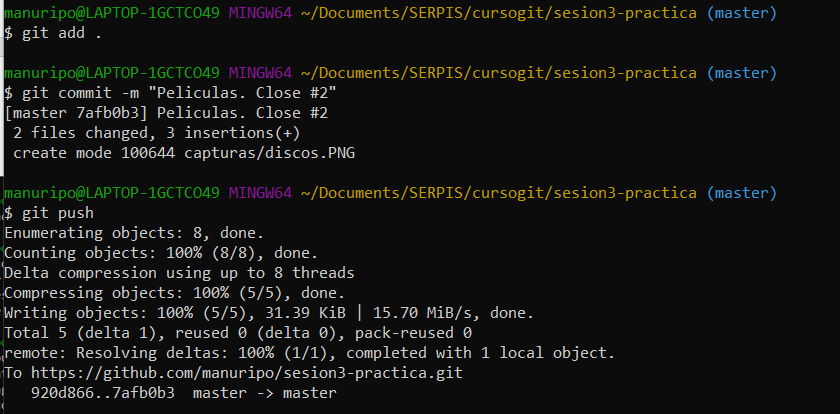 manuripo@LAPTOP-1GCTCO49 MINGW64 ~/Documents/SERPIS/cursogit/sesion3-practica (master)
$ git add .
manuripo@LAPTOP-1GCTCO49 MINGW64 ~/Documents/SERPIS/cursogit/sesion3-practica (master)
$ git commit -m "Peliculas. Close #2"
[master 7afb0b3] Peliculas. Close #2
 2 files changed, 3 insertions(+)
 create mode 100644 capturas/discos.PNG
manuripo@LAPTOP-1GCTCO49 MINGW64 ~/Documents/SERPIS/cursogit/sesion3-practica (master)
$ git push
Enumerating objects: 8, done.
Counting objects: 100% (8/8), done.
Delta compression using up to 8 threads
Compressing objects: 100% (5/5), done.
Writing objects: 100% (5/5), 31.39 KiB | 15.70 MiB/s, done.
Total 5 (delta 1), reused 0 (delta 0), pack-reused 0
remote: Resolving deltas: 100% (1/1), completed with 1 local object.
To https://github.com/manuripo/sesion3-practica.git
   920d866..7afb0b3  master -> master